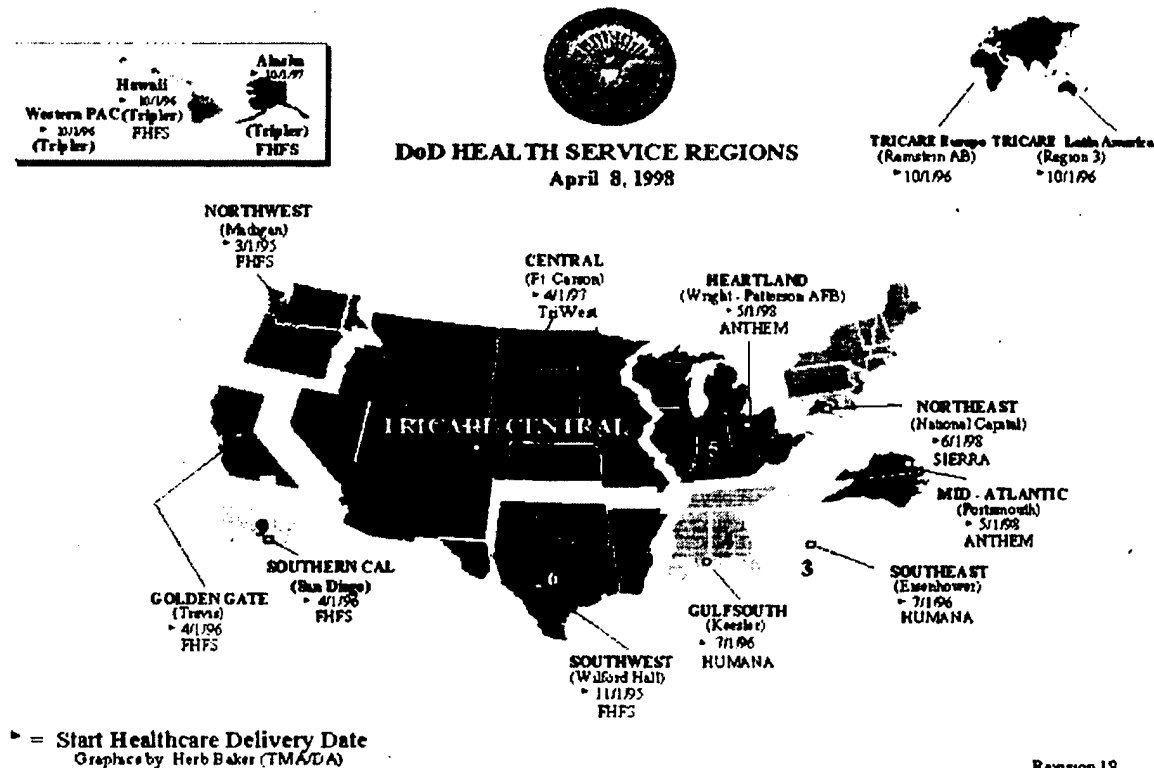 Alaska
10/1/97
(Tripler)
FHFS
Hawaii
10/1/96
(Tripler)
FHFS
Western PAC
10/1/96
(Tripler)
DoD HEALTH SERVICE REGIONS
April 8, 1998
TRICARE Europe
(Ramstein AB)
10/1/96
TRICARE Latin America
(Region 3)
10/1/96
NORTHWEST
(Madigan)
3/1/95
FHFS
CENTRAL
(Ft Carson)
4/1/97
TriWest
HEARTLAND
(Wright - Patterson AFB)
5/1/98
ANTHEM
TRICARE CENTRAL
5
NORTHEAST
(National Capital)
6/1/98
SIERRA
MID - ATLANTIC
(Portsmouth)
5/1/98
ANTHEM
SOUTHERN CAL
(San Diego)
4/1/96
FHFS
GOLDEN GATE
(Travis)
4/1/96
FHFS
6
3
SOUTHEAST
(Eisenhower)
7/1/96
HUMANA
GULFSOUTH
(Keesler)
7/1/96
HUMANA
SOUTHWEST
(Wilford Hall)
11/1/95
FHFS
= Start Healthcare Delivery Date
Graphics by Herb Baker (TMA/DA)
Revision 19